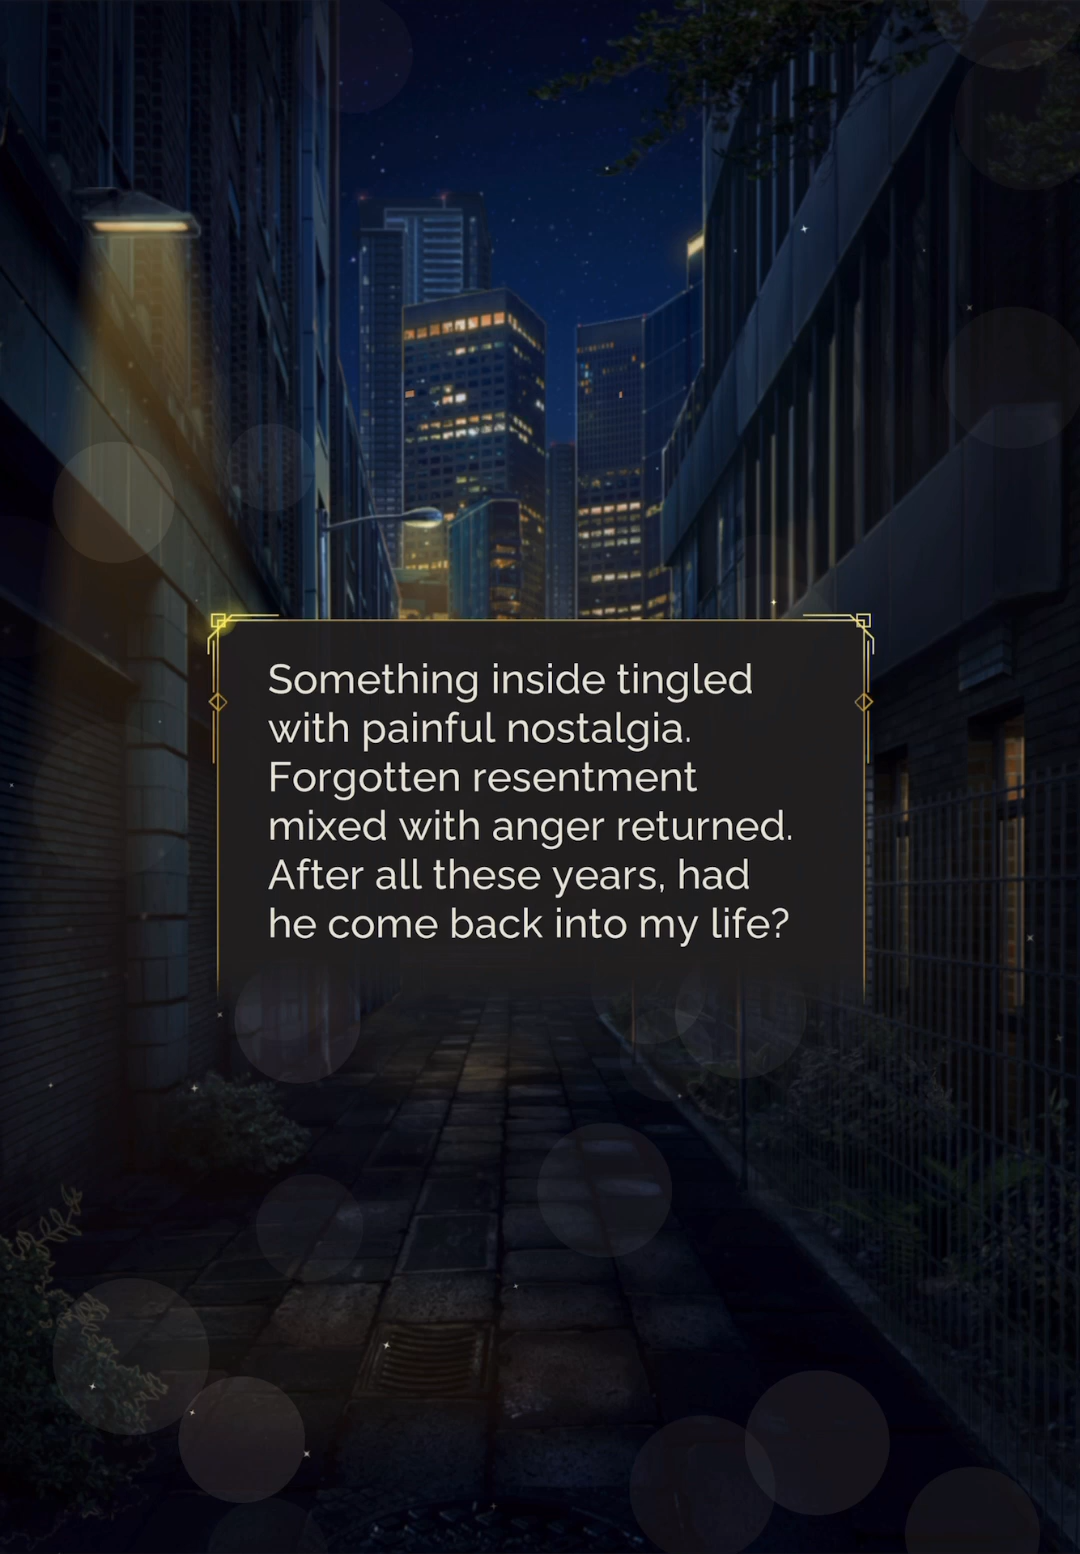 Something inside tingled
with painful nostalgia.
Forgotten resentment
mixed with anger returned.
After all these years, had
he come back into my life?